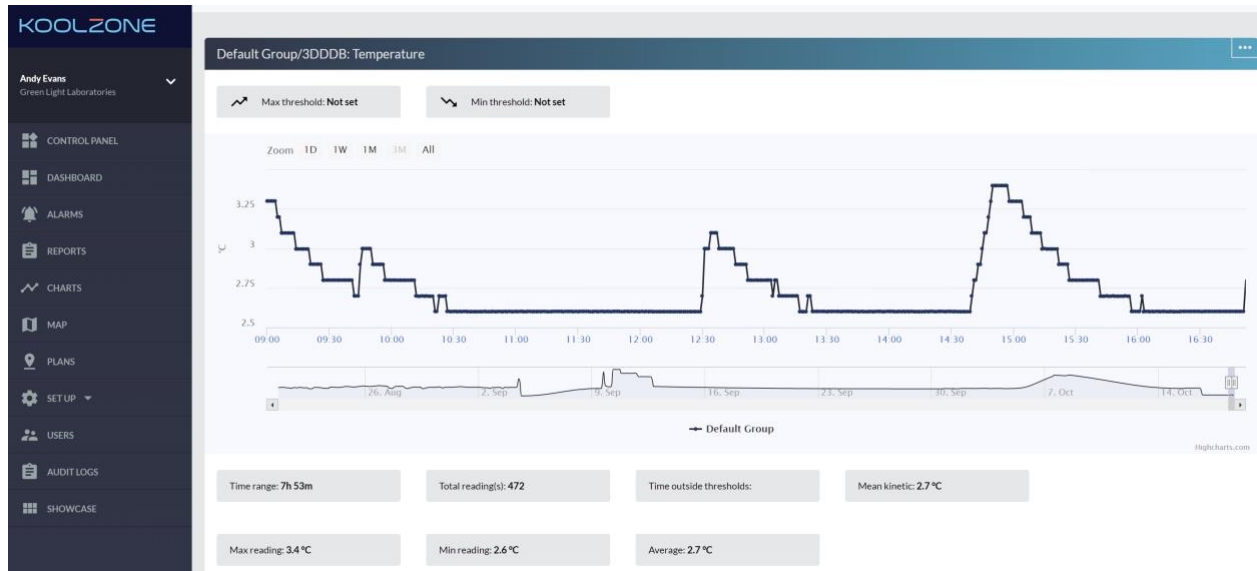 KOOLZONE
Andy Evans
Green Light Laboratories
CONTROL PANEL
DASHBOARD
ALARMS
REPORTS
CHARTS
MAP
PLANS
SET UP
USERS
AUDIT LOGS
SHOWCASE
Default Group/3DDDB: Temperature
Max threshold: Not set
Min threshold: Not set
Zoom 1D 1W 1M 3M All
°C
3.25
3
2.75
2.5
09:00 09:30 10:00 10:30 11:00 11:30 12:00 12:30 13:00 13:30 14:00 14:30 15:00 15:30 16:00 16:30
26. Aug 2. Sep 9. Sep 16. Sep 23. Sep 30. Sep 7. Oct 14. Oct
Default Group
Highcharts.com
Time range: 7h 53m
Total reading(s): 472
Time outside thresholds:
Mean kinetic: 2.7 °C
Max reading: 3.4 °C
Min reading: 2.6 °C
Average: 2.7 °C